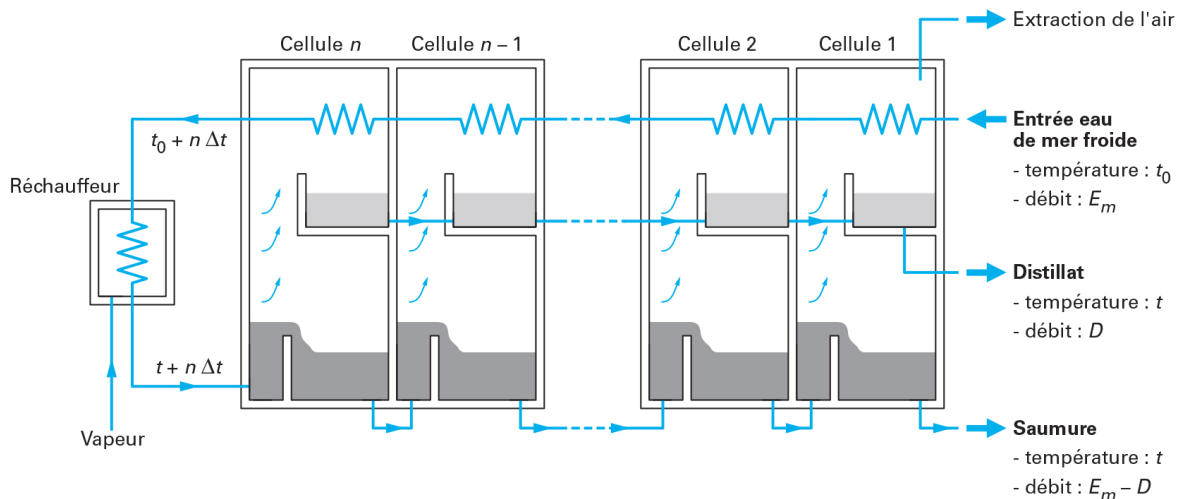 Extraction de l'air
Cellule n
Cellule n – 1
Cellule 2
Cellule 1
Entrée eau
de mer froide
- température : t₀
- débit : Eₘ
t₀ + n Δt
Réchauffeur
Distillat
- température : t
- débit : D
t + n Δt
Vapeur
Saumure
- température : t
- débit : Eₘ – D